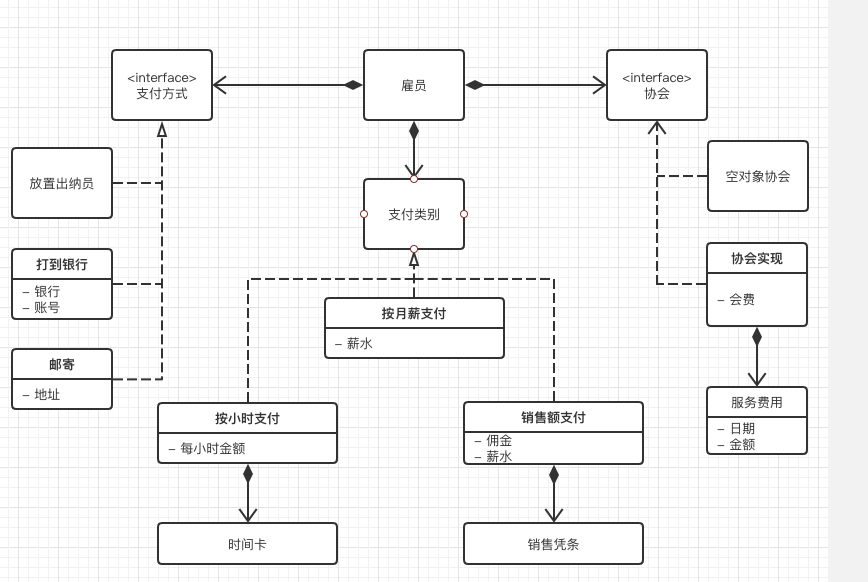 <interface>
支付方式
雇员
<interface>
协会
放置出纳员
支付类别
空对象协会
打到银行
– 银行
– 账号
协会实现
– 会费
按月薪支付
– 薪水
邮寄
– 地址
按小时支付
– 每小时金额
销售额支付
– 佣金
– 薪水
服务费用
– 日期
– 金额
时间卡
销售凭条